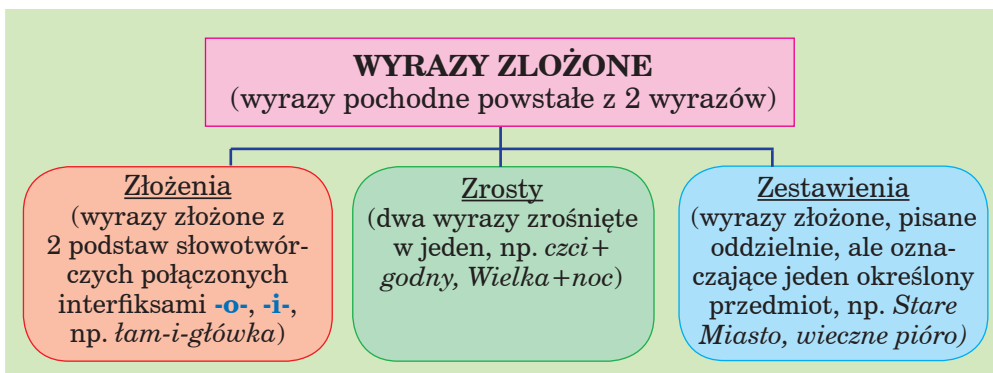 WYRAZY ZLOŻONE
(wyrazy pochodne powstałe z 2 wyrazów)
Złożenia
(wyrazy złożone z
2 podstaw słowotwór-
czych połączonych
interfiksami -o-, -i-,
np. łam-i-główka)
Zrosty
(dwa wyrazy zrośnięte
w jeden, np. czci+
godny, Wielka+noc)
Zestawienia
(wyrazy złożone, pisane
oddzielnie, ale ozna-
czające jeden określony
przedmiot, np. Stare
Miasto, wieczne pióro)